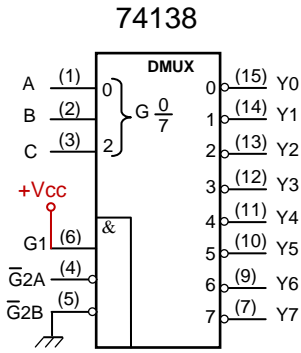 74138
DMUX
A (1) 0 0 (15) Y0
B (2) G 0/7 1 (14) Y1
C (3) 2 2 (13) Y2
+Vcc 3 (12) Y3
& 4 (11) Y4
G1 (6) 5 (10) Y5
G̅2A (4) 6 (9) Y6
G̅2B (5) 7 (7) Y7